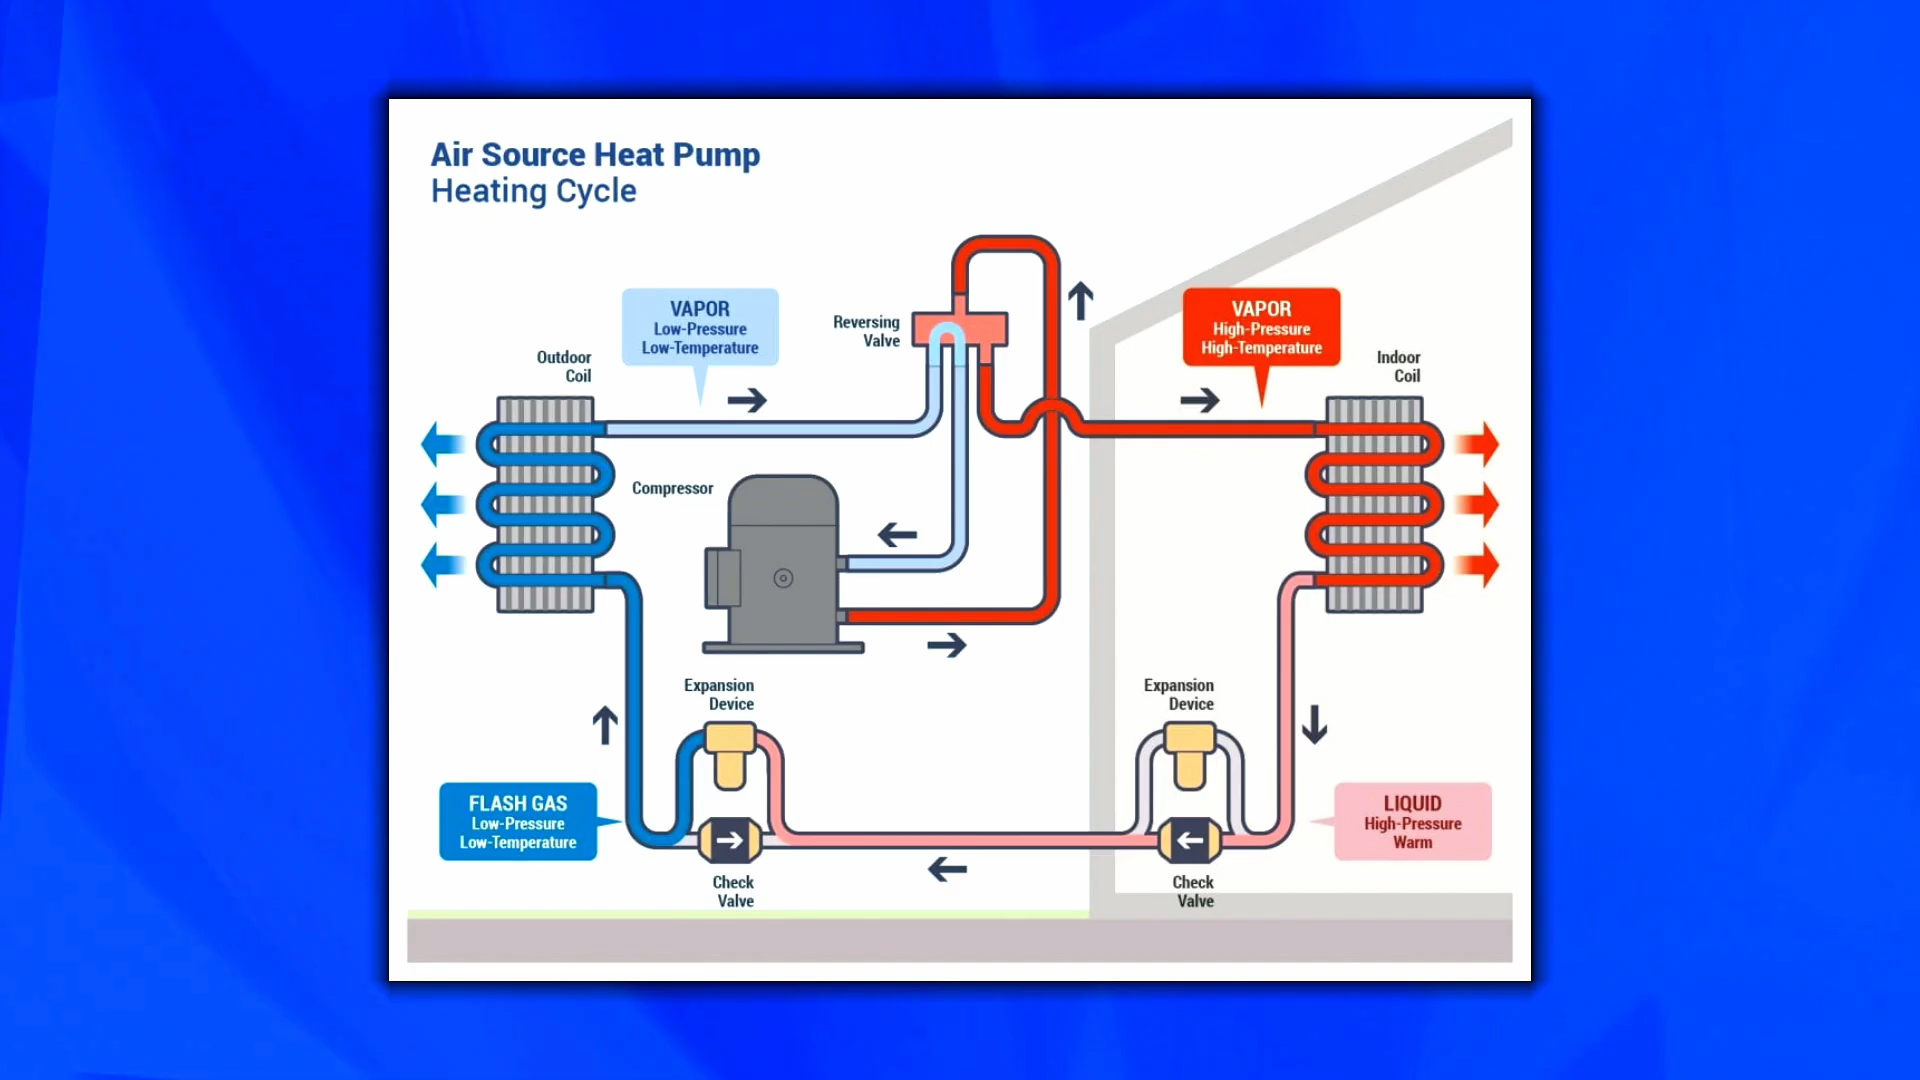 Air Source Heat Pump
Heating Cycle
VAPOR
Low-Pressure
Low-Temperature
Reversing
Valve
VAPOR
High-Pressure
High-Temperature
Outdoor
Coil
Indoor
Coil
Compressor
Expansion
Device
Expansion
Device
FLASH GAS
Low-Pressure
Low-Temperature
LIQUID
High-Pressure
Warm
Check
Valve
Check
Valve